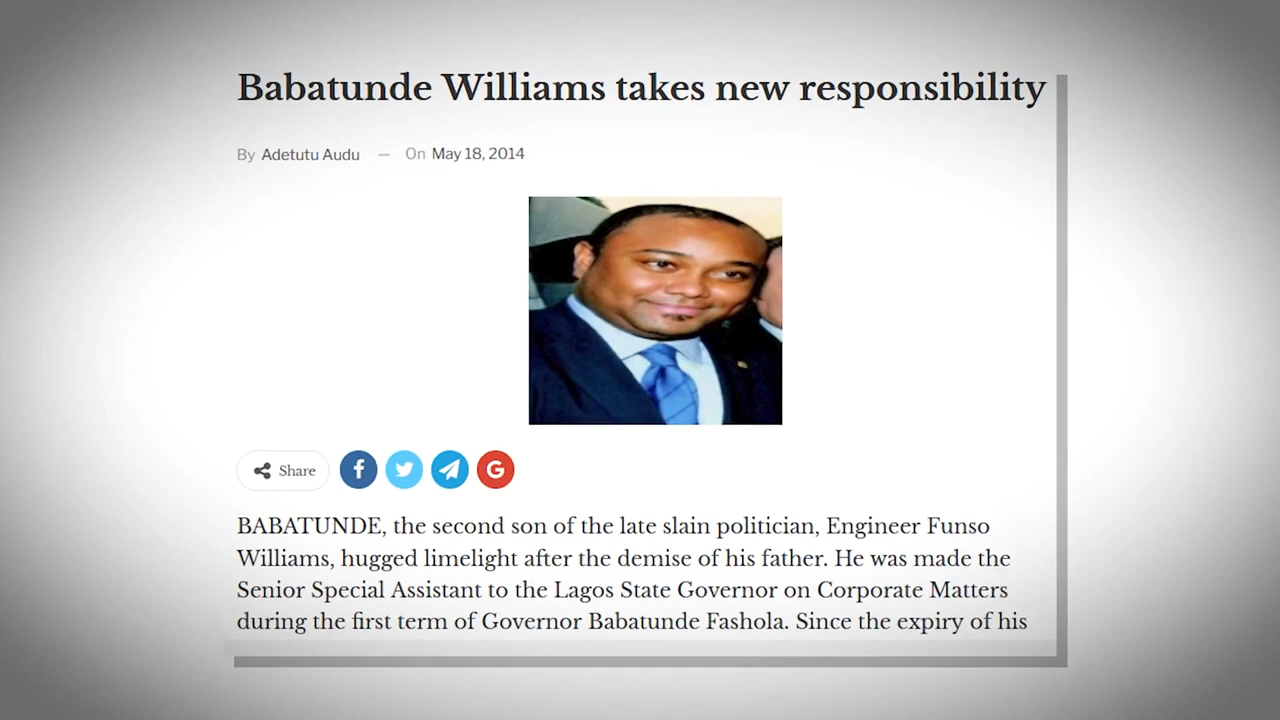 Babatunde Williams takes new responsibility
By Adetutu Audu — On May 18, 2014
Share
BABATUNDE, the second son of the late slain politician, Engineer Funso
Williams, hugged limelight after the demise of his father. He was made the
Senior Special Assistant to the Lagos State Governor on Corporate Matters
during the first term of Governor Babatunde Fashola. Since the expiry of his